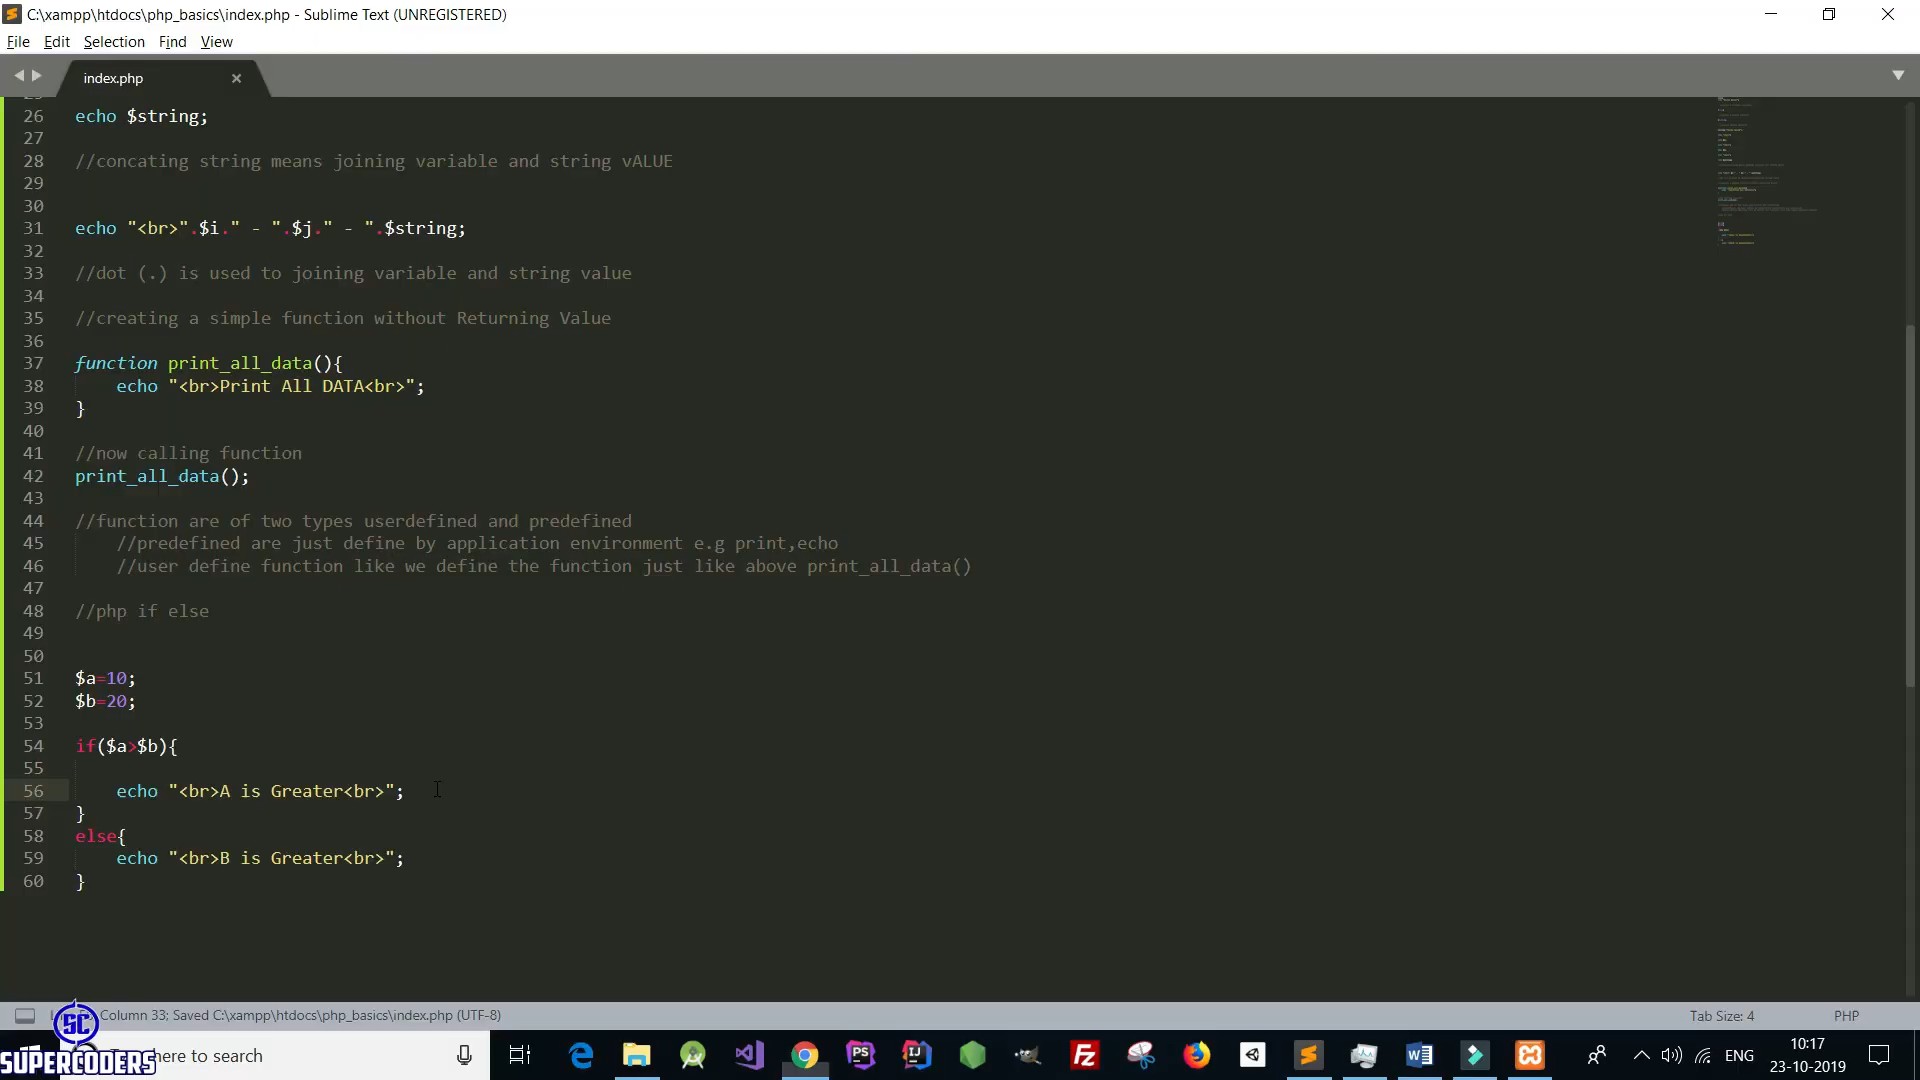 C:\xampp\htdocs\php_basics\index.php - Sublime Text (UNREGISTERED)
File Edit Selection Find View
index.php
26 echo $string;
27
28 //concating string means joining variable and string vALUE
29
30
31 echo "<br>".$i." - ".$j." - ".$string;
32
33 //dot (.) is used to joining variable and string value
34
35 //creating a simple function without Returning Value
36
37 function print_all_data(){
38 echo "<br>Print All DATA<br>";
39 }
40
41 //now calling function
42 print_all_data();
43
44 //function are of two types userdefined and predefined
45 //predefined are just define by application environment e.g print,echo
46 //user define function like we define the function just like above print_all_data()
47
48 //php if else
49
50
51 $a=10;
52 $b=20;
53
54 if($a>$b){
55
56 echo "<br>A is Greater<br>";
57 }
58 else{
59 echo "<br>B is Greater<br>";
60 }
Column 33; Saved C:\xampp\htdocs\php_basics\index.php (UTF-8) Tab Size: 4 PHP
SC
SUPERCODERS
here to search
PS IJ Fz
ENG
10:17
23-10-2019